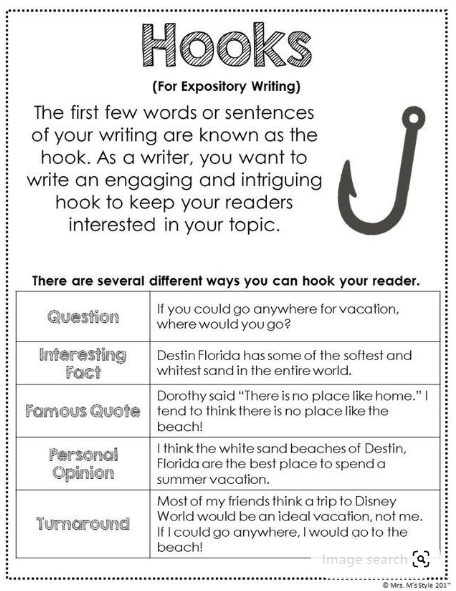 Hooks
(For Expository Writing)
The first few words or sentences
of your writing are known as the
hook. As a writer, you want to
write an engaging and intriguing
hook to keep your readers
interested in your topic.
There are several different ways you can hook your reader.
Question
If you could go anywhere for vacation,
where would you go?
Interesting
Fact
Destin Florida has some of the softest and
whitest sand in the entire world.
Famous Quote
Dorothy said “There is no place like home.” I
tend to think there is no place like the
beach!
Personal
Opinion
I think the white sand beaches of Destin,
Florida are the best place to spend a
summer vacation.
Turnaround
Most of my friends think a trip to Disney
World would be an ideal vacation, not me.
If I could go anywhere, I would go to the
beach!
Image search
© Mrs. M'sStyle 201